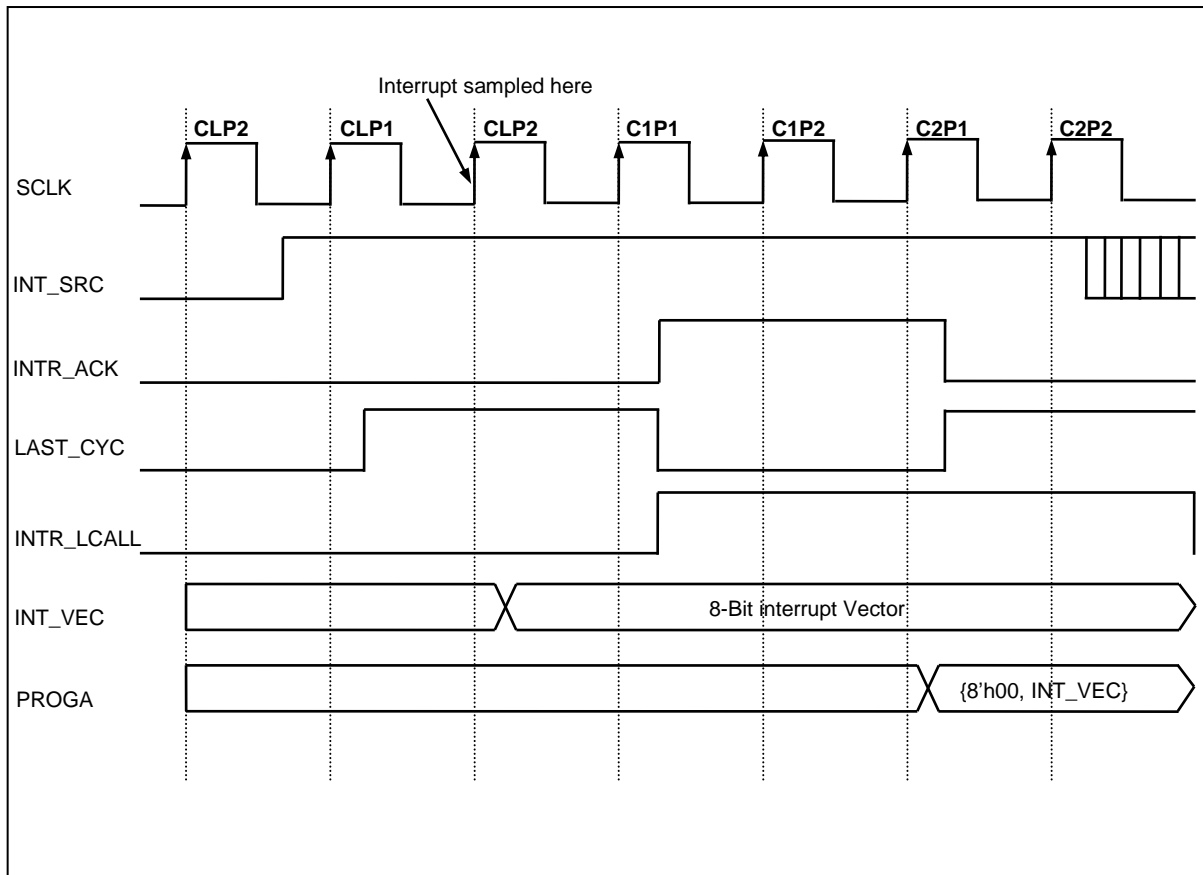 Interrupt sampled here
CLP2 CLP1 CLP2 C1P1 C1P2 C2P1 C2P2
SCLK
INT_SRC
INTR_ACK
LAST_CYC
INTR_LCALL
INT_VEC 8-Bit interrupt Vector
PROGA {8'h00, INT_VEC}